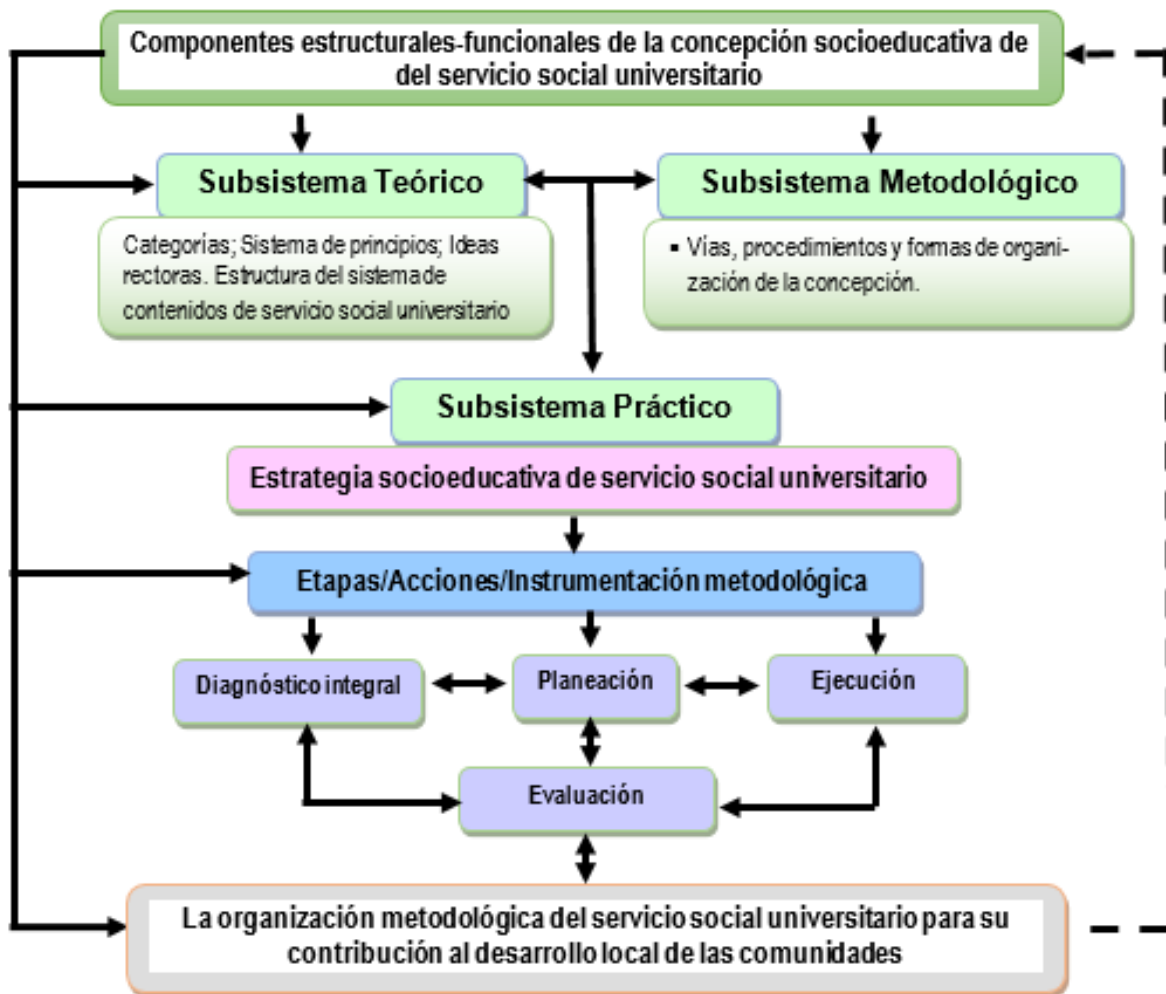 Componentes estructurales-funcionales de la concepción socioeducativa de
del servicio social universitario
Subsistema Teórico
Subsistema Metodológico
Categorías; Sistema de principios; Ideas
rectoras. Estructura del sistema de
contenidos de servicio social universitario
▪ Vías, procedimientos y formas de organi-
zación de la concepción.
Subsistema Práctico
Estrategia socioeducativa de servicio social universitario
Etapas/Acciones/Instrumentación metodológica
Diagnóstico integral
Planeación
Ejecución
Evaluación
La organización metodológica del servicio social universitario para su
contribución al desarrollo local de las comunidades